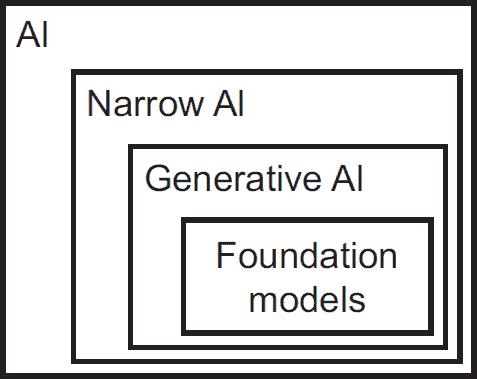 AI
Narrow AI
Generative AI
Foundation
models